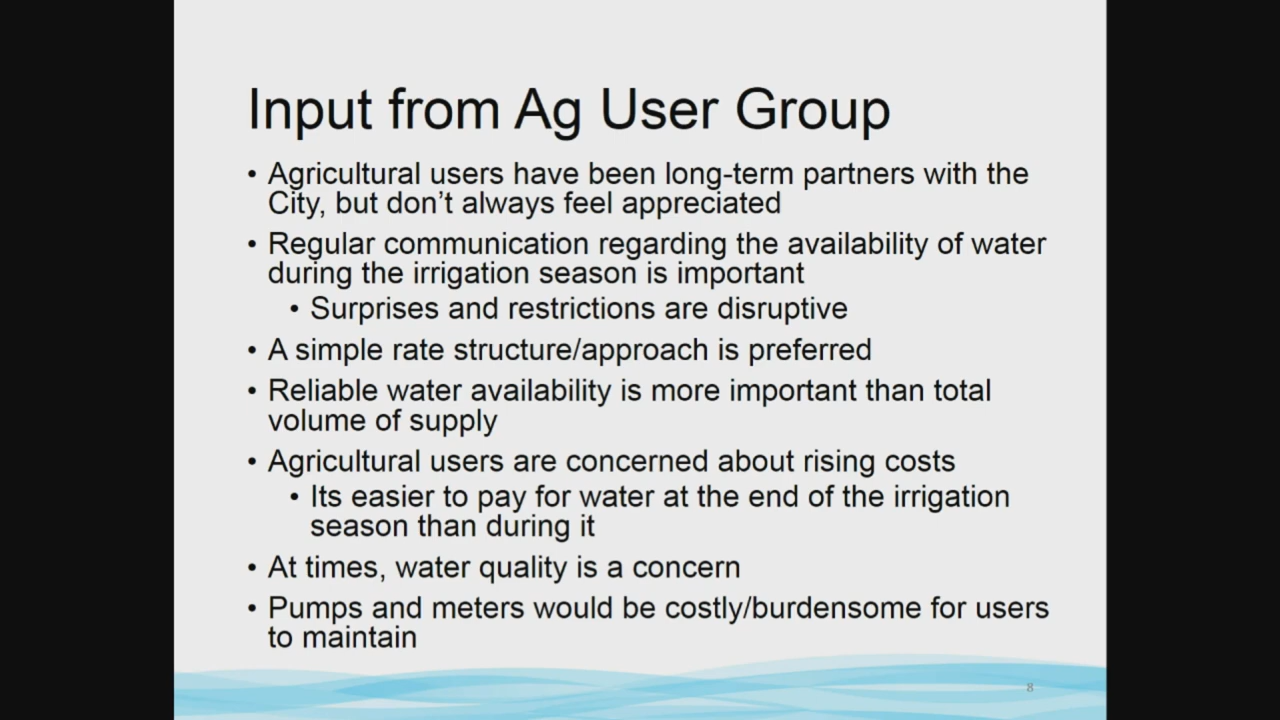 Input from Ag User Group
• Agricultural users have been long-term partners with the
City, but don’t always feel appreciated
• Regular communication regarding the availability of water
during the irrigation season is important
• Surprises and restrictions are disruptive
• A simple rate structure/approach is preferred
• Reliable water availability is more important than total
volume of supply
• Agricultural users are concerned about rising costs
• Its easier to pay for water at the end of the irrigation
season than during it
• At times, water quality is a concern
• Pumps and meters would be costly/burdensome for users
to maintain
8